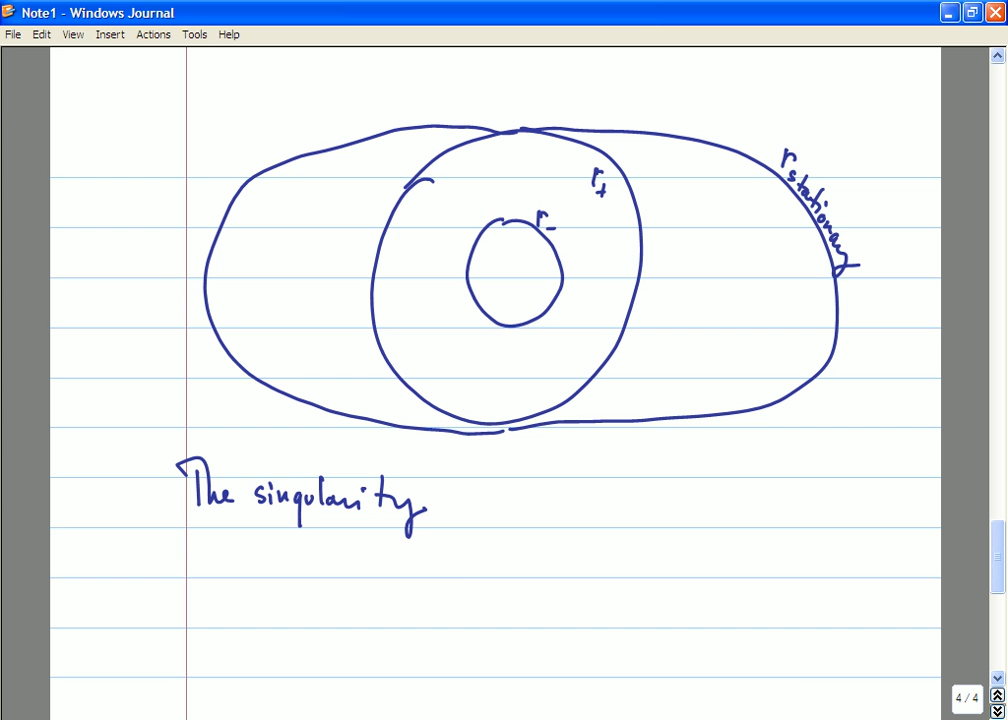 Note1 - Windows Journal
File Edit View Insert Actions Tools Help
r stationary
r+
r-
The singularity
4 / 4